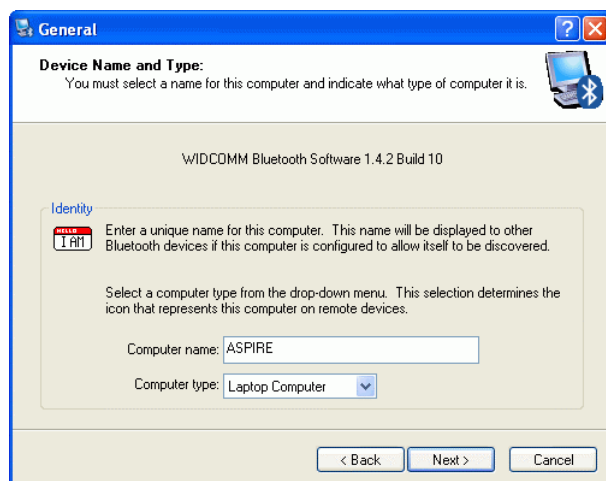 General
Device Name and Type:
You must select a name for this computer and indicate what type of computer it is.
WIDCOMM Bluetooth Software 1.4.2 Build 10
Identity
HELLO
I AM
Enter a unique name for this computer. This name will be displayed to other
Bluetooth devices if this computer is configured to allow itself to be discovered.
Select a computer type from the drop-down menu. This selection determines the
icon that represents this computer on remote devices.
Computer name: ASPIRE
Computer type: Laptop Computer
< Back Next > Cancel